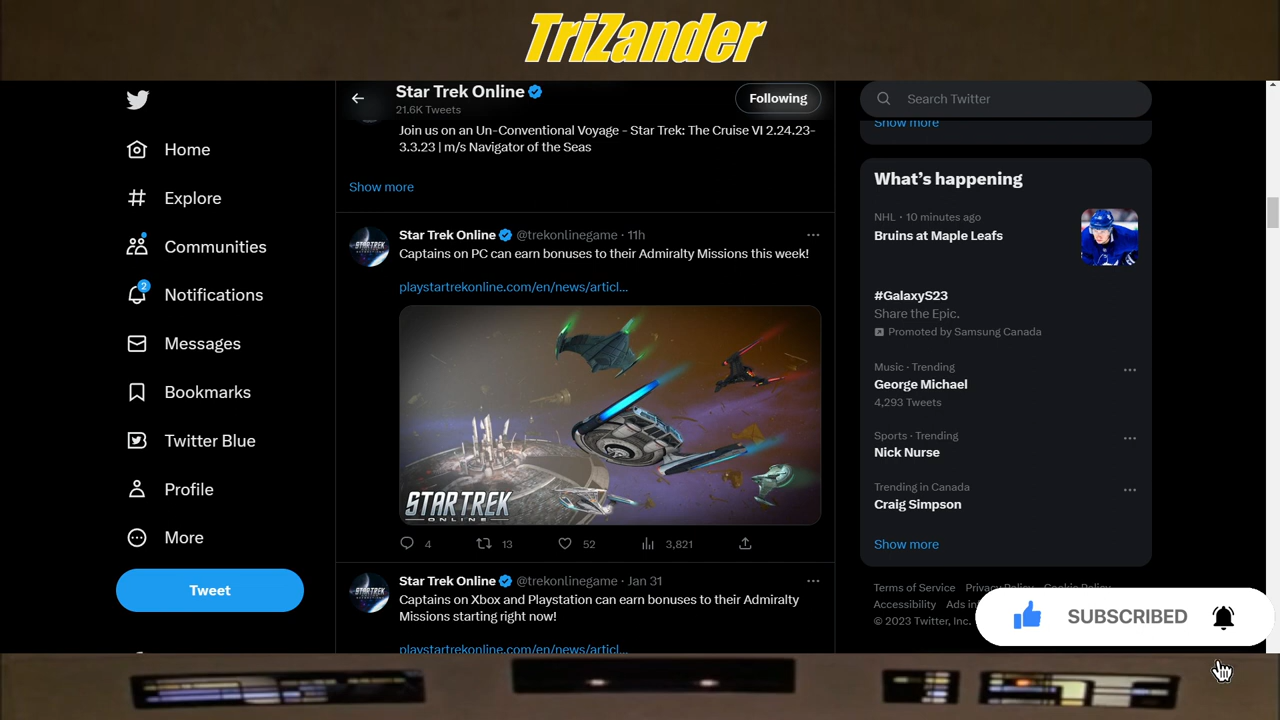 TriZander
Star Trek Online
21.6K Tweets
Following
Search Twitter
Home
Explore
Communities
Notifications
2
Messages
Bookmarks
Twitter Blue
Profile
More
Tweet
Join us on an Un-Conventional Voyage - Star Trek: The Cruise VI 2.24.23-
3.3.23 | m/s Navigator of the Seas
Show more
Star Trek Online @trekonlinegame · 11h
Captains on PC can earn bonuses to their Admiralty Missions this week!
playstartrekonline.com/en/news/articl...
STAR TREK
ONLINE
4 13 52 3,821
Star Trek Online @trekonlinegame · Jan 31
Captains on Xbox and Playstation can earn bonuses to their Admiralty
Missions starting right now!
playstartrekonline.com/en/news/articl...
Show more
What's happening
NHL · 10 minutes ago
Bruins at Maple Leafs
#GalaxyS23
Share the Epic.
Promoted by Samsung Canada
Music · Trending
George Michael
4,293 Tweets
Sports · Trending
Nick Nurse
Trending in Canada
Craig Simpson
Show more
Terms of Service Privacy Policy Cookie Policy
Accessibility Ads in
© 2023 Twitter, Inc.
SUBSCRIBED